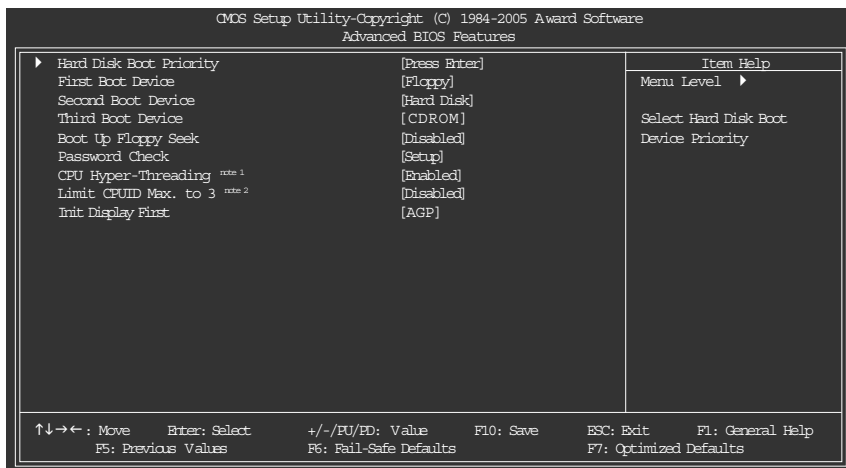 CMOS Setup Utility-Copyright (C) 1984-2005 Award Software
Advanced BIOS Features
▶ Hard Disk Boot Priority [Press Enter] Item Help
First Boot Device [Floppy] Menu Level ▶
Second Boot Device [Hard Disk]
Third Boot Device [CDROM] Select Hard Disk Boot
Boot Up Floppy Seek [Disabled] Device Priority
Password Check [Setup]
CPU Hyper-Threading note 1 [Enabled]
Limit CPUID Max. to 3 note 2 [Disabled]
Init Display First [AGP]
↑↓→←: Move Enter: Select +/-/PU/PD: Value F10: Save ESC: Exit F1: General Help
F5: Previous Values F6: Fail-Safe Defaults F7: Optimized Defaults